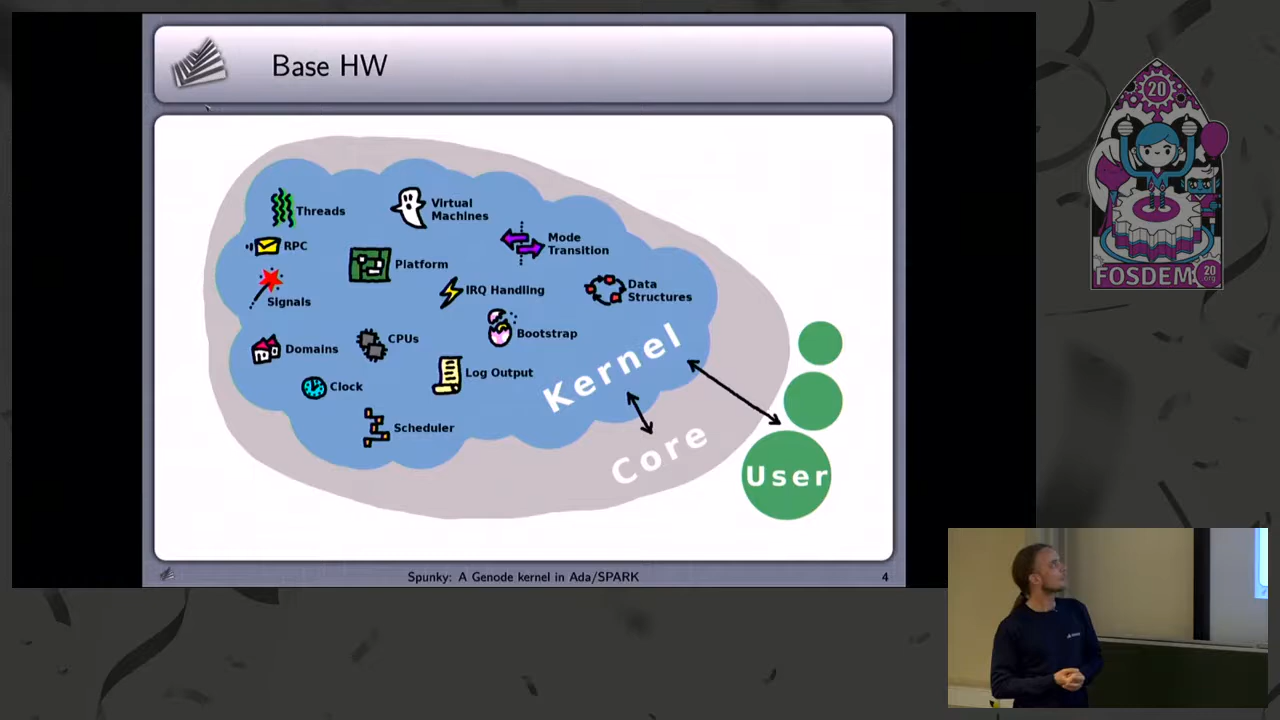 Base HW
Threads
Virtual
Machines
RPC
Mode
Transition
Platform
Signals
IRQ Handling
Data
Structures
Bootstrap
Domains
CPUs
Log Output
Clock
Scheduler
Kernel
Core
User
Spunky: A Genode kernel in Ada/SPARK
4
20
FOSDEM
20